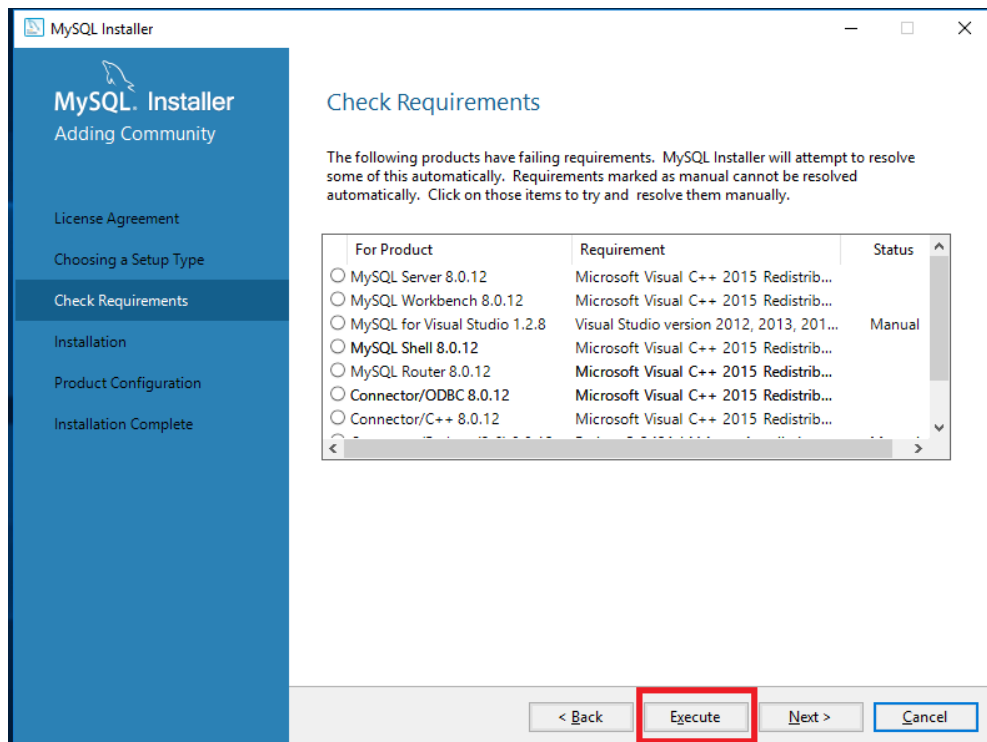 MySQL Installer
MySQL. Installer
Adding Community
License Agreement
Choosing a Setup Type
Check Requirements
Installation
Product Configuration
Installation Complete
Check Requirements
The following products have failing requirements. MySQL Installer will attempt to resolve
some of this automatically. Requirements marked as manual cannot be resolved
automatically. Click on those items to try and resolve them manually.
For Product Requirement Status
MySQL Server 8.0.12 Microsoft Visual C++ 2015 Redistrib...
MySQL Workbench 8.0.12 Microsoft Visual C++ 2015 Redistrib...
MySQL for Visual Studio 1.2.8 Visual Studio version 2012, 2013, 201... Manual
MySQL Shell 8.0.12 Microsoft Visual C++ 2015 Redistrib...
MySQL Router 8.0.12 Microsoft Visual C++ 2015 Redistrib...
Connector/ODBC 8.0.12 Microsoft Visual C++ 2015 Redistrib...
Connector/C++ 8.0.12 Microsoft Visual C++ 2015 Redistrib...
< Back Execute Next > Cancel